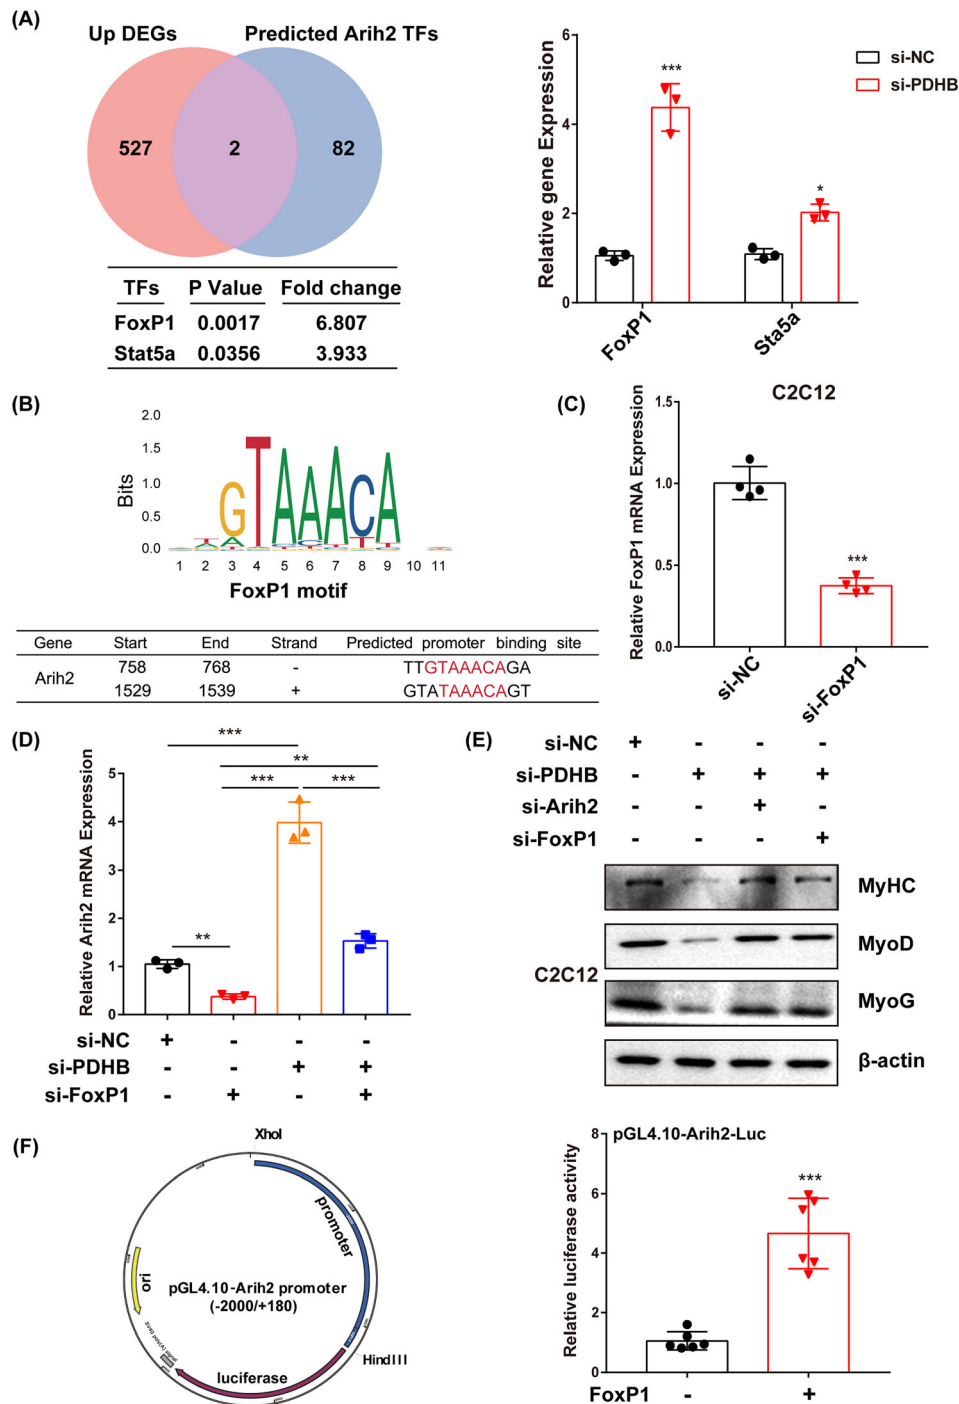 (A)
Up DEGs
Predicted Arih2 TFs
527
2
82
TFs P Value Fold change
FoxP1 0.0017 6.807
Stat5a 0.0356 3.933
Relative gene Expression
6
4
2
0
***
*
FoxP1
Sta5a
si-NC
si-PDHB
(B)
Bits
2.0
1.5
1.0
0.5
0.0
GTAAACA
1 2 3 4 5 6 7 8 9 10 11
FoxP1 motif
Gene Start End Strand Predicted promoter binding site
Arih2
758 768 - TTGTAAACAGA
1529 1539 + GTATAAACAGT
(C)
C2C12
Relative FoxP1 mRNA Expression
1.5
1.0
0.5
0.0
***
si-NC
si-FoxP1
(D)
Relative Arih2 mRNA Expression
5
4
3
2
1
0
***
**
*** ***
**
si-NC + - - -
si-PDHB - - + +
si-FoxP1 - + - +
(E)
si-NC + - - -
si-PDHB - + + +
si-Arih2 - - + -
si-FoxP1 - - - +
C2C12
MyHC
MyoD
MyoG
β-actin
(F)
XhoI
promoter
ori
pGL4.10-Arih2 promoter
(-2000/+180)
HindIII
luciferase
pGL4.10-Arih2-Luc
Relative luciferase activity
8
6
4
2
0
***
FoxP1 - +